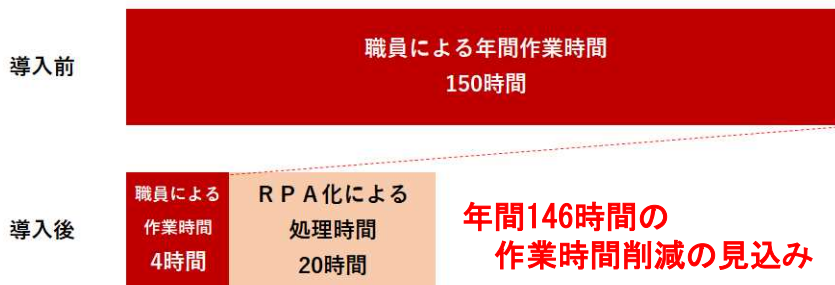 導入前
職員による年間作業時間
150時間
導入後
職員による
作業時間
4時間
ＲＰＡ化による
処理時間
20時間
年間146時間の
作業時間削減の見込み